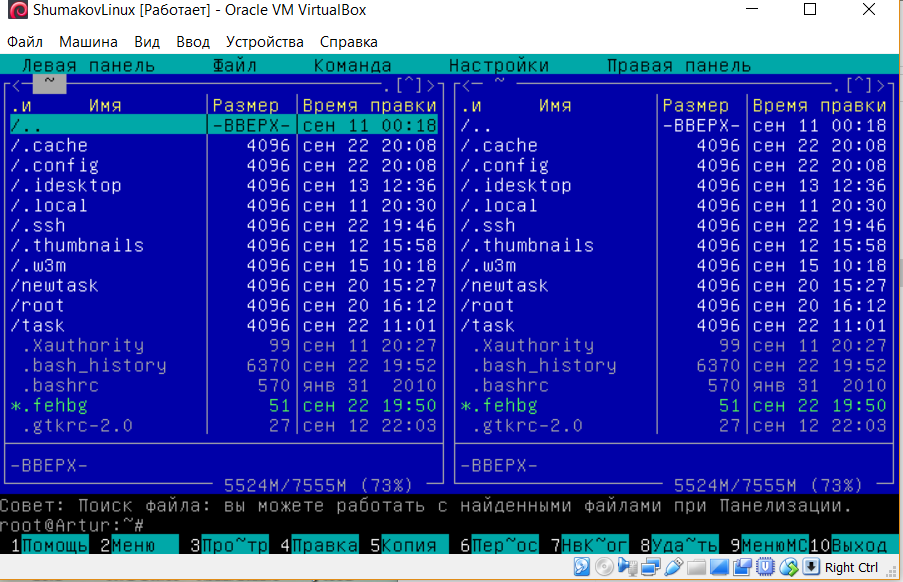 ShumakovLinux [Работает] - Oracle VM VirtualBox
Файл Машина Вид Ввод Устройства Справка
Левая панель Файл Команда Настройки Правая панель
<─ ~ .[^]> <─ ~ .[^]>
.и Имя Размер Время правки .и Имя Размер Время правки
/.. -ВВЕРХ- сен 11 00:18 /.. -ВВЕРХ- сен 11 00:18
/.cache 4096 сен 22 20:08 /.cache 4096 сен 22 20:08
/.config 4096 сен 22 20:08 /.config 4096 сен 22 20:08
/.idesktop 4096 сен 13 12:36 /.idesktop 4096 сен 13 12:36
/.local 4096 сен 11 20:30 /.local 4096 сен 11 20:30
/.ssh 4096 сен 22 19:46 /.ssh 4096 сен 22 19:46
/.thumbnails 4096 сен 12 15:58 /.thumbnails 4096 сен 12 15:58
/.w3m 4096 сен 15 10:18 /.w3m 4096 сен 15 10:18
/newtask 4096 сен 20 15:27 /newtask 4096 сен 20 15:27
/root 4096 сен 20 16:12 /root 4096 сен 20 16:12
/task 4096 сен 22 11:01 /task 4096 сен 22 11:01
.Xauthority 99 сен 11 20:27 .Xauthority 99 сен 11 20:27
.bash_history 6370 сен 22 19:52 .bash_history 6370 сен 22 19:52
.bashrc 570 янв 31 2010 .bashrc 570 янв 31 2010
*.fehbg 51 сен 22 19:50 *.fehbg 51 сен 22 19:50
.gtkrc-2.0 27 сен 12 22:03 .gtkrc-2.0 27 сен 12 22:03
-ВВЕРХ- -ВВЕРХ-
5524M/7555M (73%) 5524M/7555M (73%)
Совет: Поиск файла: вы можете работать с найденными файлами при Панелизации.
root@Artur:~#
1Помощь 2Меню 3Про~тр 4Правка 5Копия 6Пер~ос 7НвК~ог 8Уда~ть 9МенюMC 10Выход
Right Ctrl